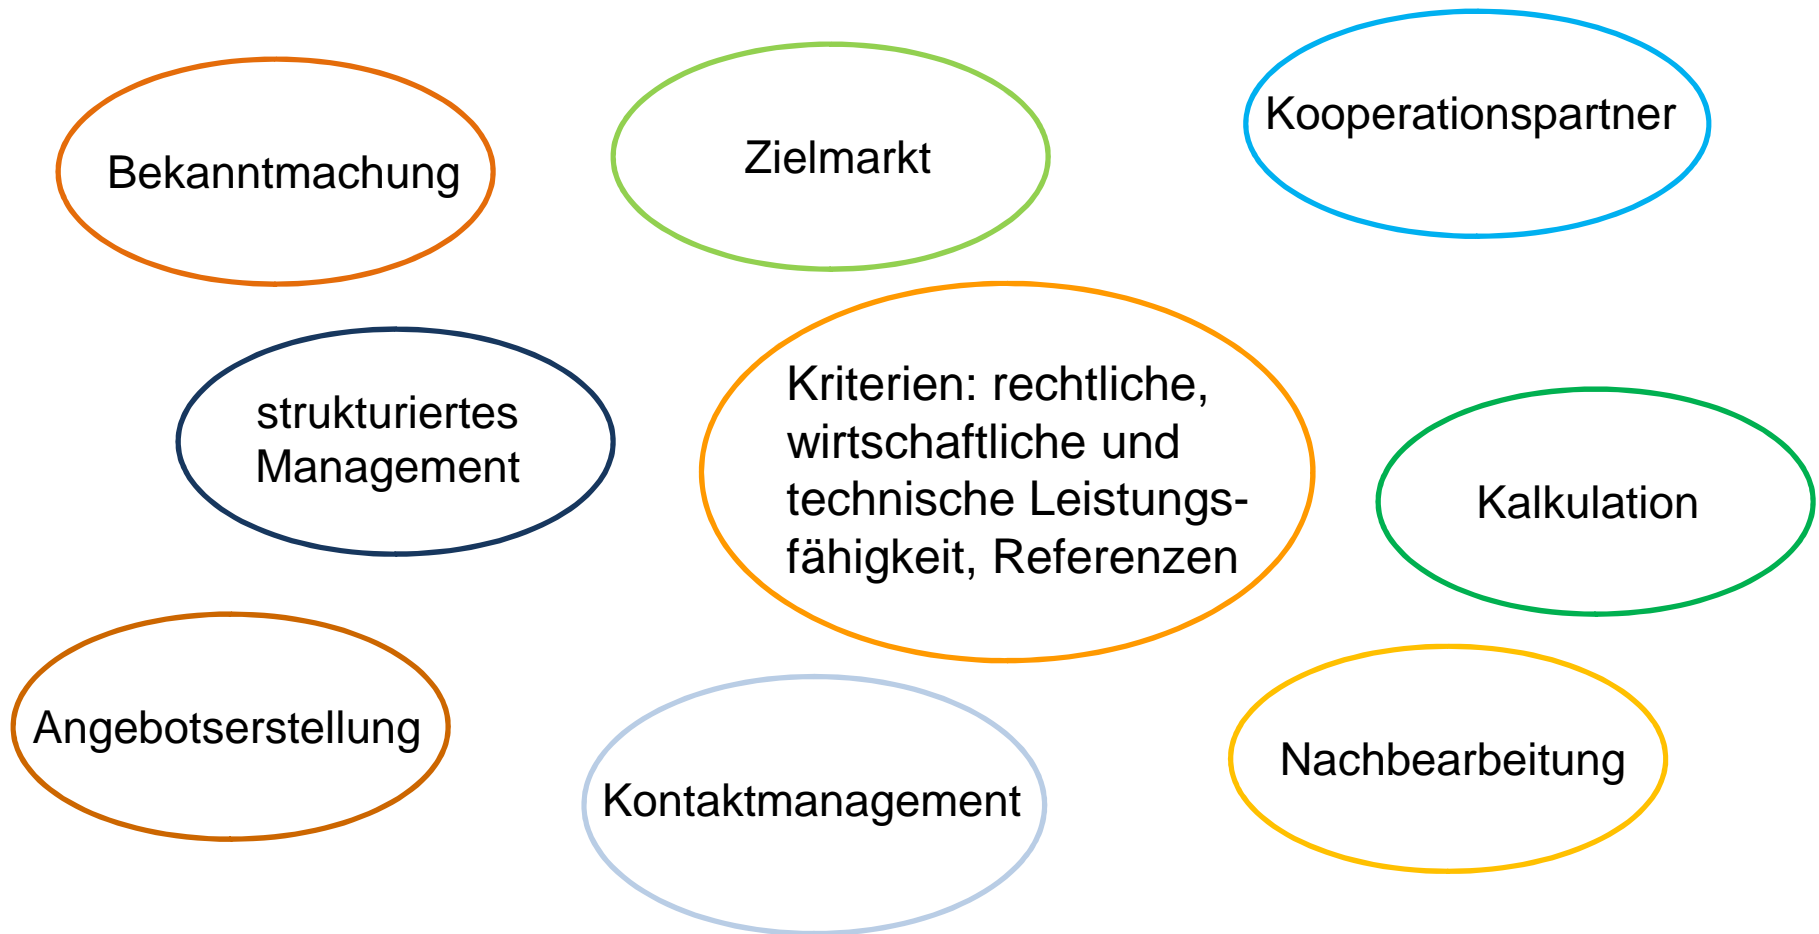 Bekanntmachung
Zielmarkt
Kooperationspartner
strukturiertes
Management
Kriterien: rechtliche,
wirtschaftliche und
technische Leistungs-
fähigkeit, Referenzen
Kalkulation
Angebotserstellung
Kontaktmanagement
Nachbearbeitung